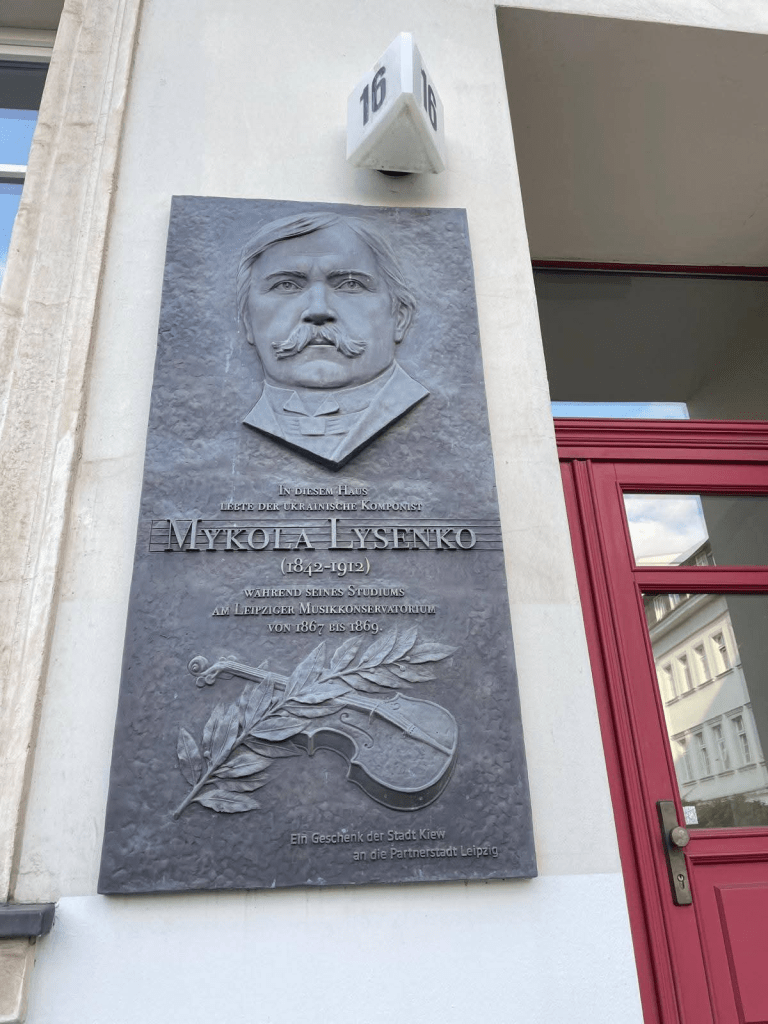 16
16
In diesem Haus
lebte der ukrainische Komponist
Mykola Lysenko
(1842-1912)
während seines Studiums
am Leipziger Musikkonservatorium
von 1867 bis 1869.
Ein Geschenk der Stadt Kiew
an die Partnerstadt Leipzig